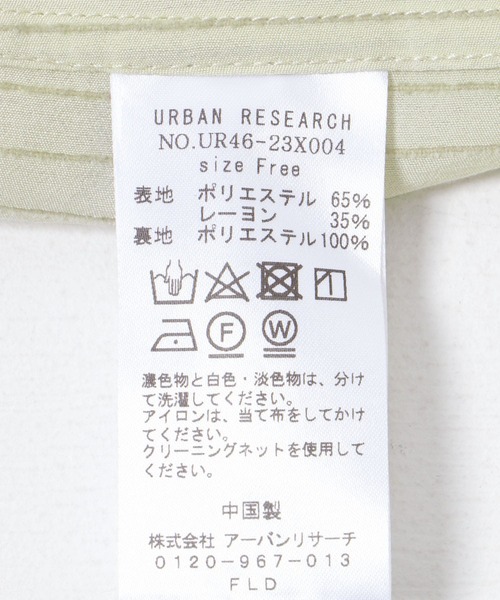 URBAN RESEARCH
NO.UR46-23X004
size Free
表地 ポリエステル 65%
レーヨン 35%
裏地 ポリエステル100%
F W
濃色物と白色・淡色物は、分け
て洗濯してください。
アイロンは、当て布をしてかけ
てください。
クリーニングネットを使用して
ください。
中国製
株式会社 アーバンリサーチ
0120-967-013
FLD